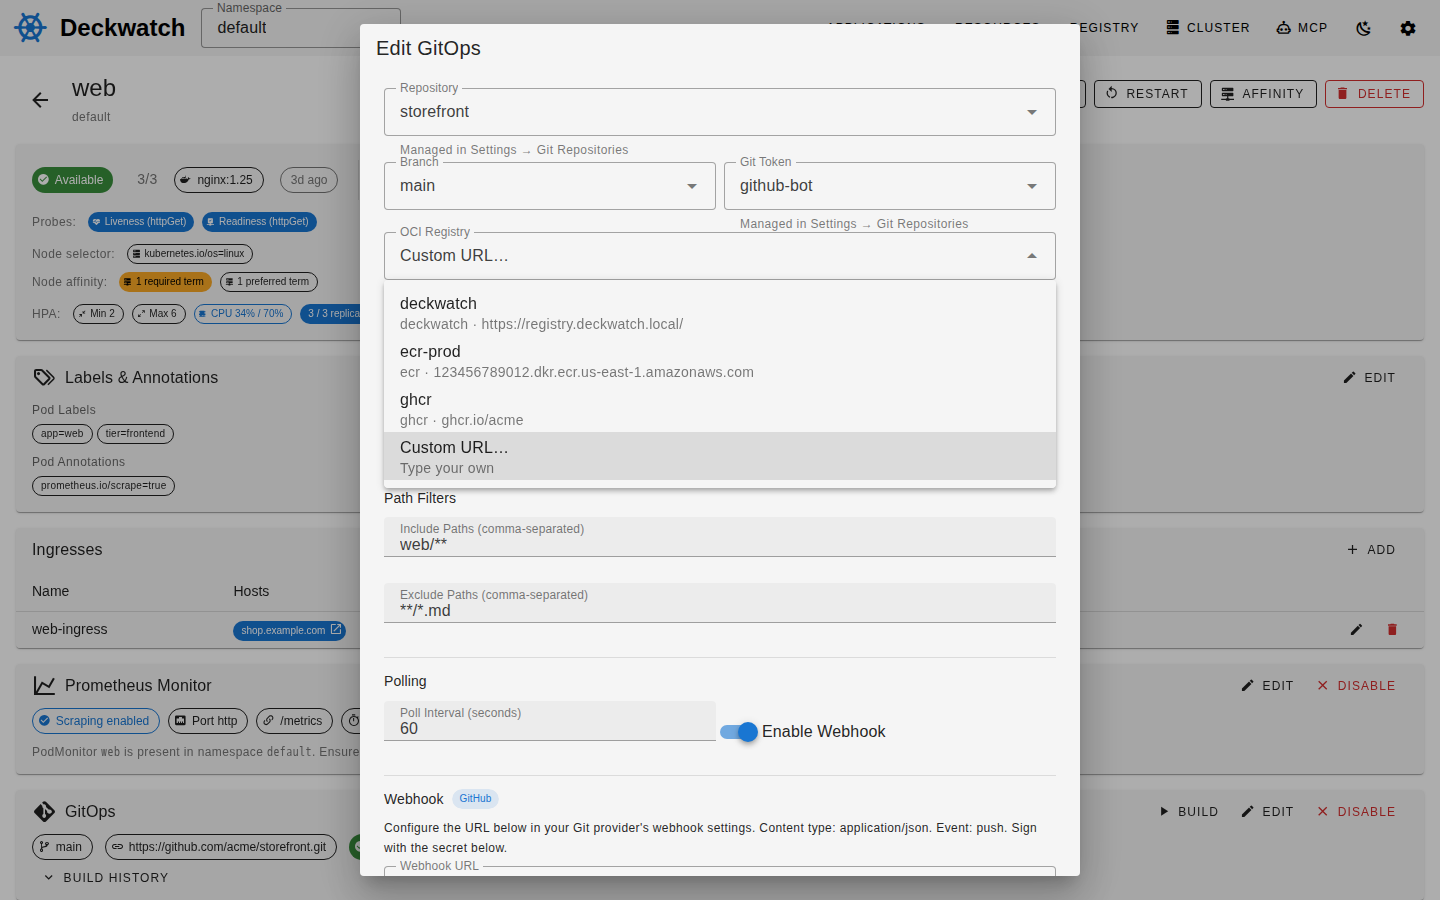 Deckwatch
Namespace
default
REGISTRY
CLUSTER
MCP
web
default
RESTART
AFFINITY
DELETE
Available
3/3
nginx:1.25
3d ago
Probes:
Liveness (httpGet)
Readiness (httpGet)
Node selector:
kubernetes.io/os=linux
Node affinity:
1 required term
1 preferred term
HPA:
Min 2
Max 6
CPU 34% / 70%
3 / 3 replica
Labels & Annotations
EDIT
Pod Labels
app=web
tier=frontend
Pod Annotations
prometheus.io/scrape=true
Ingresses
ADD
Name
Hosts
web-ingress
shop.example.com
Prometheus Monitor
EDIT
DISABLE
Scraping enabled
Port http
/metrics
PodMonitor web is present in namespace default. Ensure
GitOps
BUILD
EDIT
DISABLE
main
https://github.com/acme/storefront.git
BUILD HISTORY
Edit GitOps
Repository
storefront
Managed in Settings → Git Repositories
Branch
main
Git Token
github-bot
Managed in Settings → Git Repositories
OCI Registry
Custom URL…
deckwatch
deckwatch · https://registry.deckwatch.local/
ecr-prod
ecr · 123456789012.dkr.ecr.us-east-1.amazonaws.com
ghcr
ghcr · ghcr.io/acme
Custom URL…
Type your own
Path Filters
Include Paths (comma-separated)
web/**
Exclude Paths (comma-separated)
**/*.md
Polling
Poll Interval (seconds)
60
Enable Webhook
Webhook
GitHub
Configure the URL below in your Git provider's webhook settings. Content type: application/json. Event: push. Sign
with the secret below.
Webhook URL